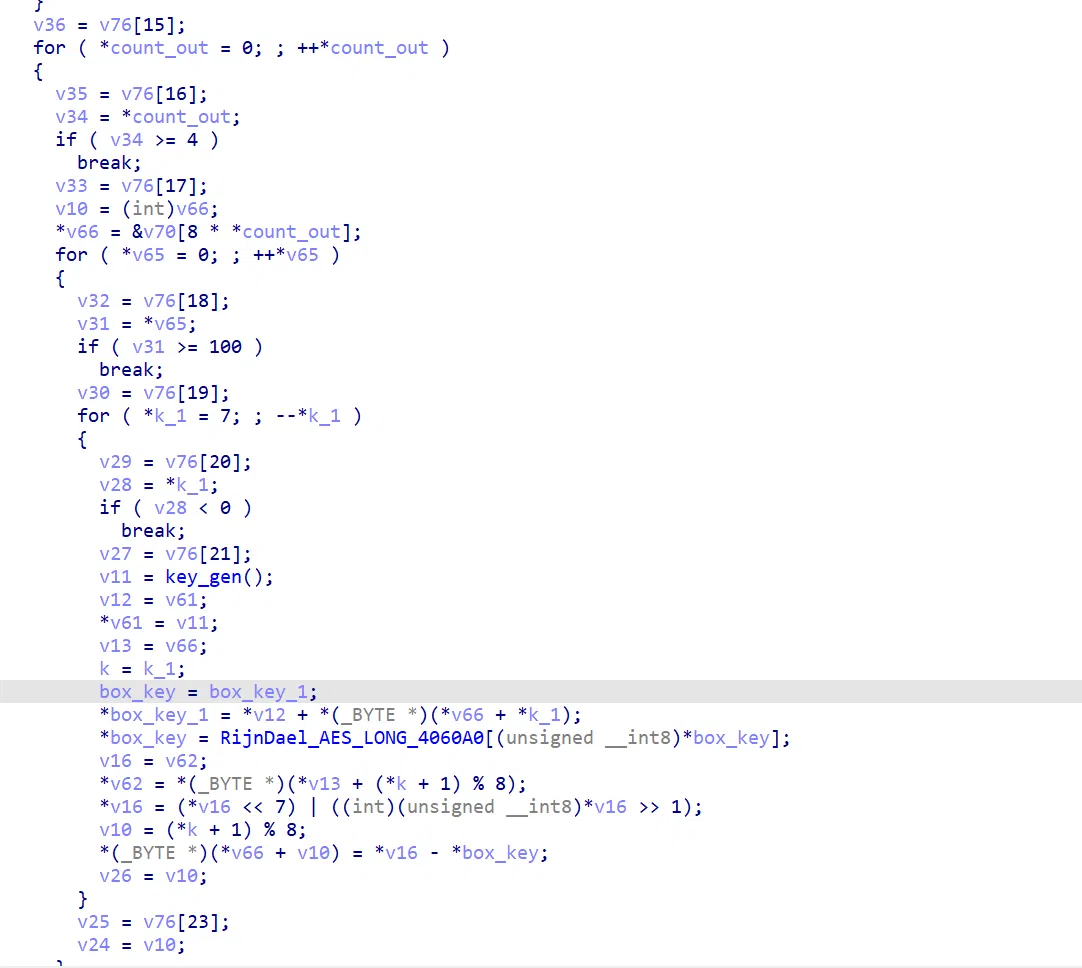 }
v36 = v76[15];
for ( *count_out = 0; ; ++*count_out )
{
v35 = v76[16];
v34 = *count_out;
if ( v34 >= 4 )
break;
v33 = v76[17];
v10 = (int)v66;
*v66 = &v70[8 * *count_out];
for ( *v65 = 0; ; ++*v65 )
{
v32 = v76[18];
v31 = *v65;
if ( v31 >= 100 )
break;
v30 = v76[19];
for ( *k_1 = 7; ; --*k_1 )
{
v29 = v76[20];
v28 = *k_1;
if ( v28 < 0 )
break;
v27 = v76[21];
v11 = key_gen();
v12 = v61;
*v61 = v11;
v13 = v66;
k = k_1;
box_key = box_key_1;
*box_key_1 = *v12 + *(_BYTE *)(*v66 + *k_1);
*box_key = RijnDael_AES_LONG_4060A0[(unsigned __int8)*box_key];
v16 = v62;
*v62 = *(_BYTE *)(*v13 + (*k + 1) % 8);
*v16 = (*v16 << 7) | ((int)(unsigned __int8)*v16 >> 1);
v10 = (*k + 1) % 8;
*(_BYTE *)(*v66 + v10) = *v16 - *box_key;
v26 = v10;
}
v25 = v76[23];
v24 = v10;